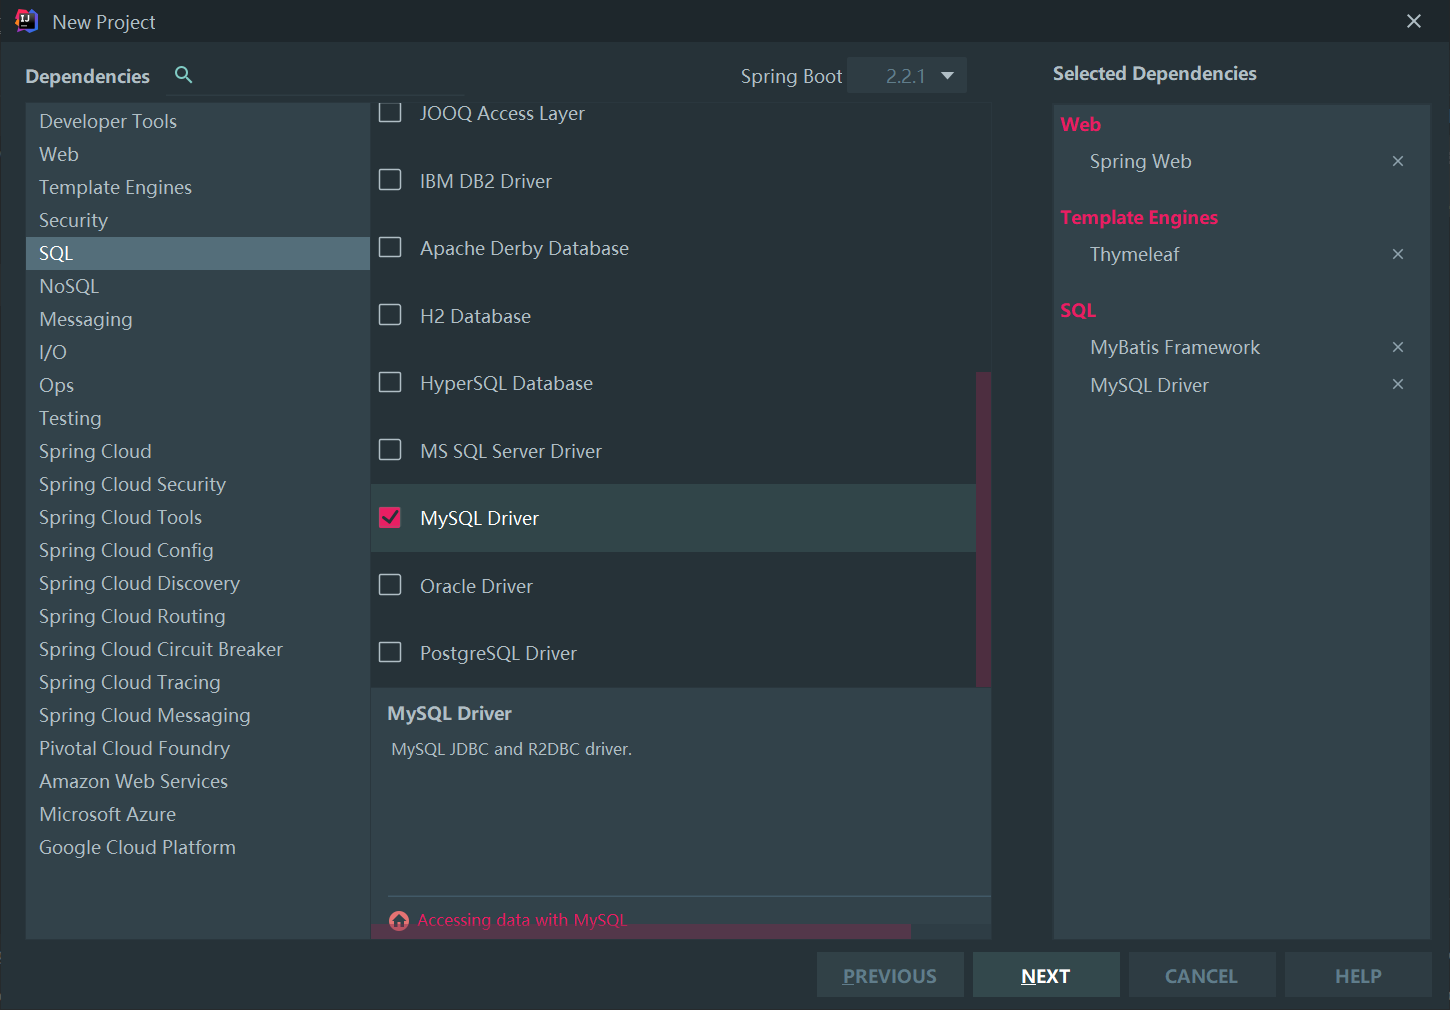 New Project
Dependencies
Spring Boot 2.2.1
Selected Dependencies
Developer Tools
Web
Template Engines
Security
SQL
NoSQL
Messaging
I/O
Ops
Testing
Spring Cloud
Spring Cloud Security
Spring Cloud Tools
Spring Cloud Config
Spring Cloud Discovery
Spring Cloud Routing
Spring Cloud Circuit Breaker
Spring Cloud Tracing
Spring Cloud Messaging
Pivotal Cloud Foundry
Amazon Web Services
Microsoft Azure
Google Cloud Platform
JOOQ Access Layer
IBM DB2 Driver
Apache Derby Database
H2 Database
HyperSQL Database
MS SQL Server Driver
MySQL Driver
Oracle Driver
PostgreSQL Driver
MySQL Driver
MySQL JDBC and R2DBC driver.
Accessing data with MySQL
Web
Spring Web
Template Engines
Thymeleaf
SQL
MyBatis Framework
MySQL Driver
PREVIOUS
NEXT
CANCEL
HELP